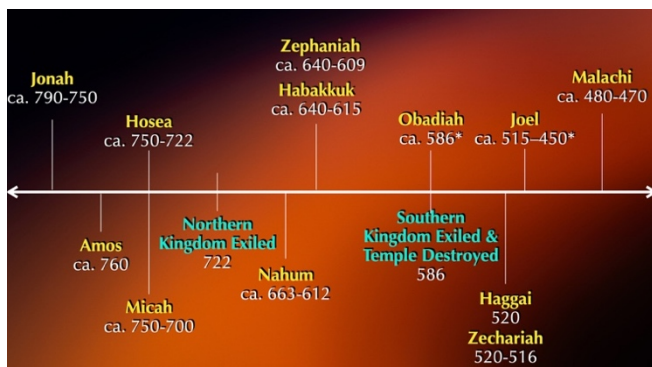 Zephaniah
ca. 640-609
Jonah
ca. 790-750
Habakkuk
ca. 640-615
Malachi
ca. 480-470
Hosea
ca. 750-722
Obadiah
ca. 586*
Joel
ca. 515–450*
Amos
ca. 760
Northern
Kingdom Exiled
722
Southern
Kingdom Exiled &
Temple Destroyed
586
Nahum
ca. 663-612
Micah
ca. 750-700
Haggai
520
Zechariah
520-516